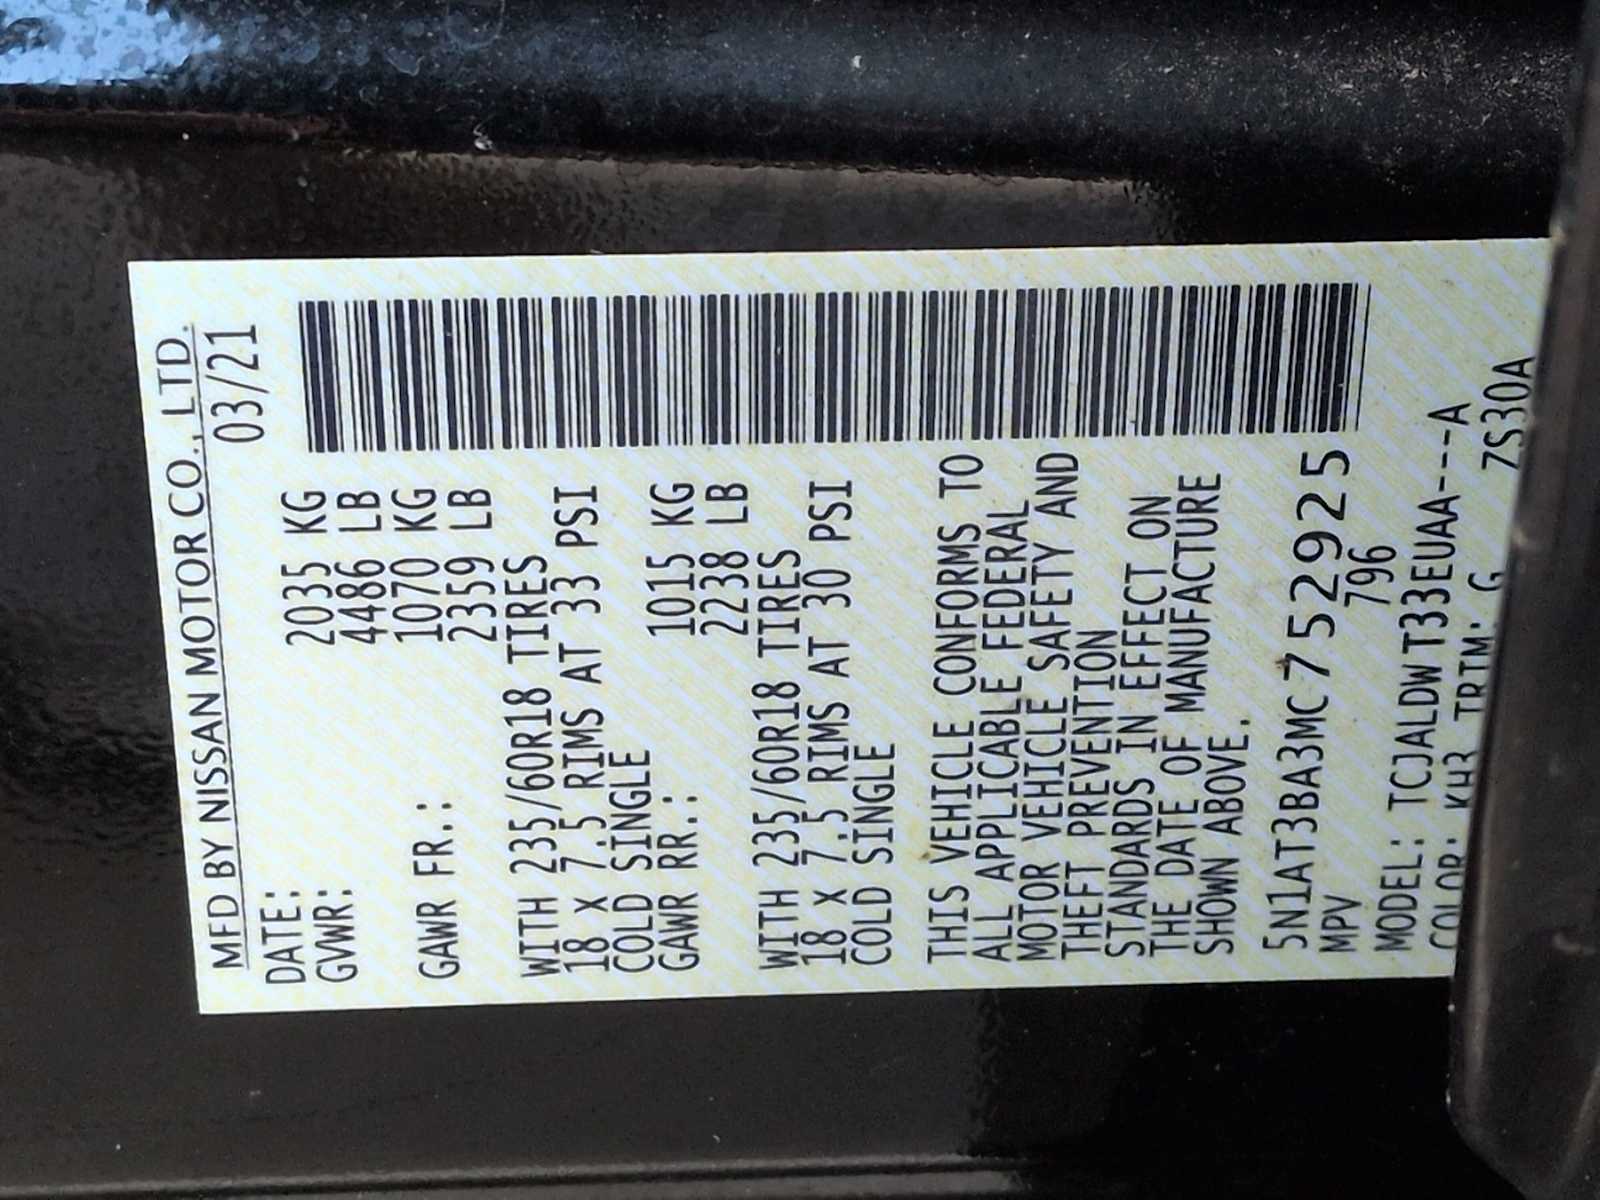 MFD BY NISSAN MOTOR CO., LTD.
DATE: 03/21
GVWR: 2035 KG
4486 LB
GAWR FR.: 1070 KG
2359 LB
WITH 235/60R18 TIRES
18 X 7.5 RIMS AT 33 PSI
COLD SINGLE
GAWR RR.: 1015 KG
2238 LB
WITH 235/60R18 TIRES
18 X 7.5 RIMS AT 30 PSI
COLD SINGLE
THIS VEHICLE CONFORMS TO
ALL APPLICABLE FEDERAL
MOTOR VEHICLE SAFETY AND
THEFT PREVENTION
STANDARDS IN EFFECT ON
THE DATE OF MANUFACTURE
SHOWN ABOVE.
5N1AT3BA3MC752925
MPV 796
MODEL: TCJALDWT33EUAA---A
COLOR: KH3 TRIM: G ZS30A